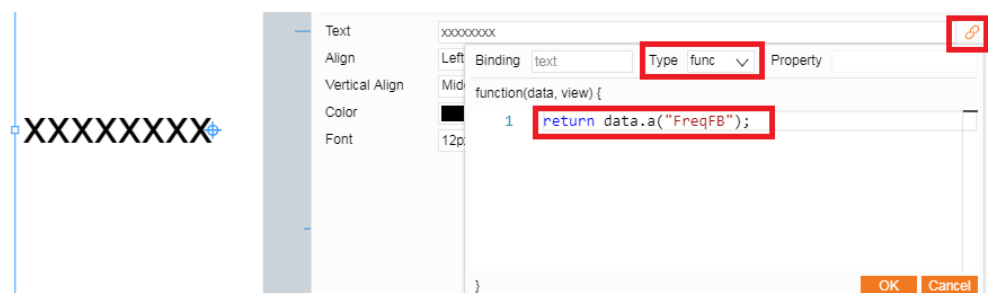 Text xxxxxxxx
Align Left
Binding text Type func Property
Vertical Align Mid
function(data, view) {
Color
1 return data.a("FreqFB");
XXXXXXXX
Font 12p
}
OK Cancel